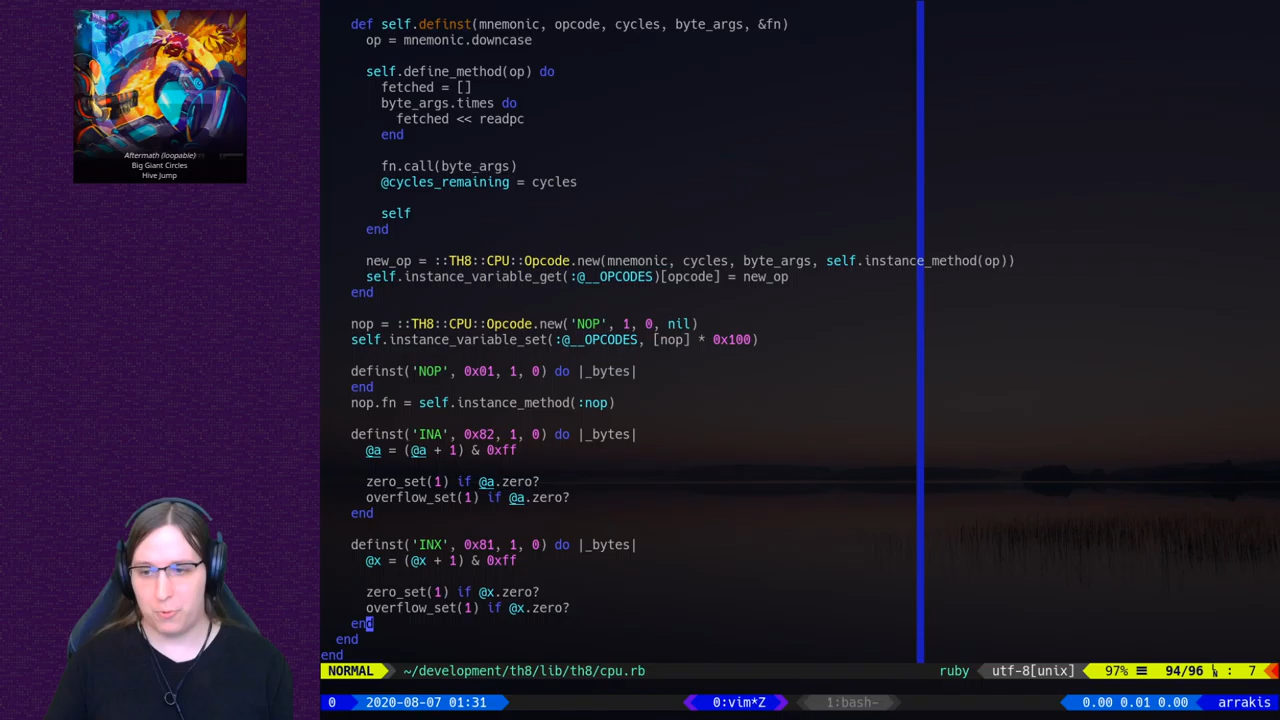 Aftermath (loopable)
Big Giant Circles
Hive Jump
def self.definst(mnemonic, opcode, cycles, byte_args, &fn)
op = mnemonic.downcase
self.define_method(op) do
fetched = []
byte_args.times do
fetched << readpc
end
fn.call(byte_args)
@cycles_remaining = cycles
self
end
new_op = ::TH8::CPU::Opcode.new(mnemonic, cycles, byte_args, self.instance_method(op))
self.instance_variable_get(:@__OPCODES)[opcode] = new_op
end
nop = ::TH8::CPU::Opcode.new('NOP', 1, 0, nil)
self.instance_variable_set(:@__OPCODES, [nop] * 0x100)
definst('NOP', 0x01, 1, 0) do |_bytes|
end
nop.fn = self.instance_method(:nop)
definst('INA', 0x82, 1, 0) do |_bytes|
@a = (@a + 1) & 0xff
zero_set(1) if @a.zero?
overflow_set(1) if @a.zero?
end
definst('INX', 0x81, 1, 0) do |_bytes|
@x = (@x + 1) & 0xff
zero_set(1) if @x.zero?
overflow_set(1) if @x.zero?
end
end
end
NORMAL ~/development/th8/lib/th8/cpu.rb ruby utf-8[unix] 97% ☰ 94/96 ㏑ : 7
0 2020-08-07 01:31 0:vim*Z 1:bash- 0.00 0.01 0.00 arrakis